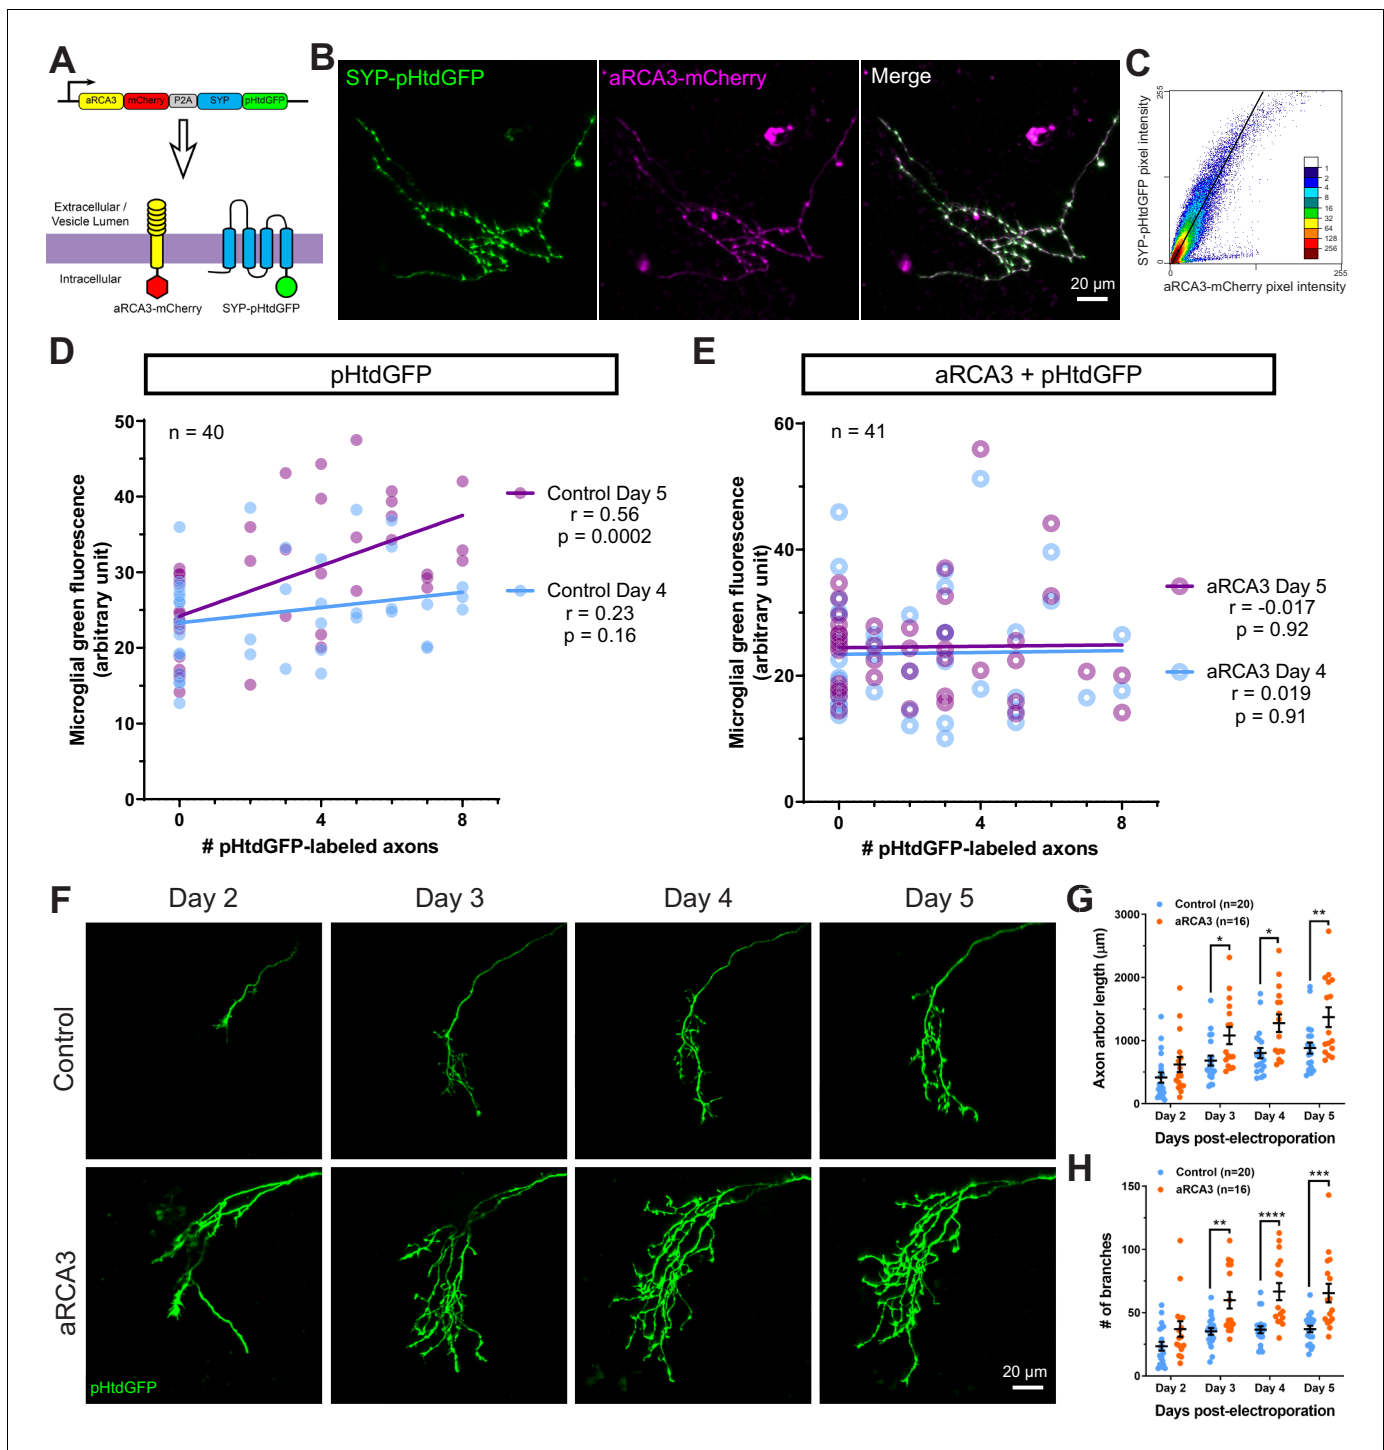 A
aRCA3 mCherry P2A SYP pHtdGFP
Extracellular /
Vesicle Lumen
Intracellular
aRCA3-mCherry SYP-pHtdGFP
B
SYP-pHtdGFP aRCA3-mCherry Merge
20 µm
C
SYP-pHtdGFP pixel intensity
255
0
1
2
4
8
16
32
64
128
256
0 255
aRCA3-mCherry pixel intensity
D
pHtdGFP
n = 40
Microglial green fluorescence
(arbitrary unit)
50
40
30
20
10
0
0 4 8
# pHtdGFP-labeled axons
Control Day 5
r = 0.56
p = 0.0002
Control Day 4
r = 0.23
p = 0.16
E
aRCA3 + pHtdGFP
n = 41
Microglial green fluorescence
(arbitrary unit)
60
40
20
0
0 4 8
# pHtdGFP-labeled axons
aRCA3 Day 5
r = -0.017
p = 0.92
aRCA3 Day 4
r = 0.019
p = 0.91
F
Day 2 Day 3 Day 4 Day 5
Control
aRCA3
pHtdGFP
20 µm
G
Control (n=20)
aRCA3 (n=16)
Axon arbor length (µm)
3000
2000
1000
0
* * **
Day 2 Day 3 Day 4 Day 5
Days post-electroporation
H
Control (n=20)
aRCA3 (n=16)
# of branches
150
100
50
0
** **** ***
Day 2 Day 3 Day 4 Day 5
Days post-electroporation